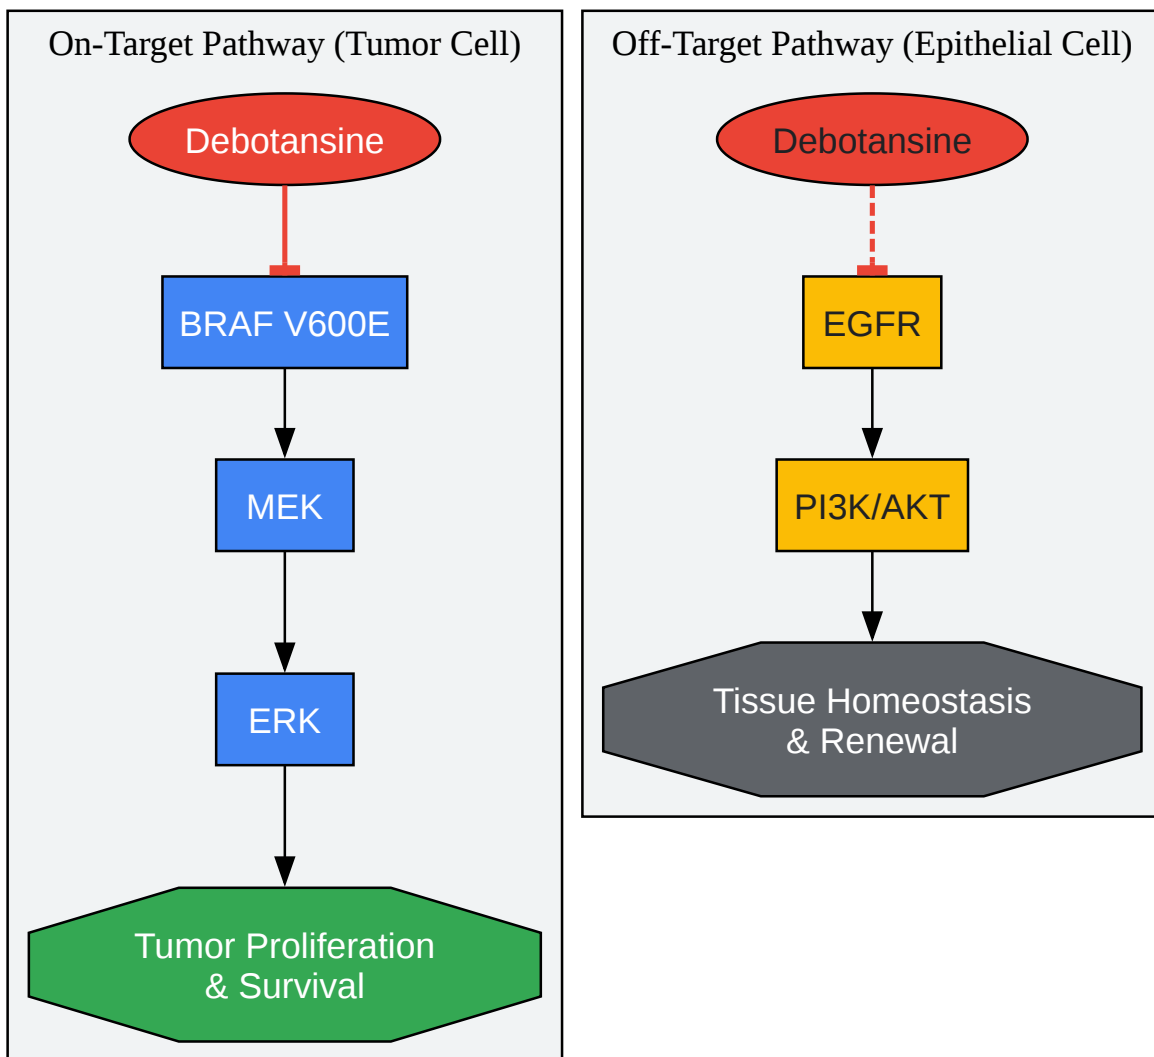 On-Target Pathway (Tumor Cell)
Debotansine
BRAF V600E
MEK
ERK
Tumor Proliferation
& Survival
Off-Target Pathway (Epithelial Cell)
Debotansine
EGFR
PI3K/AKT
Tissue Homeostasis
& Renewal